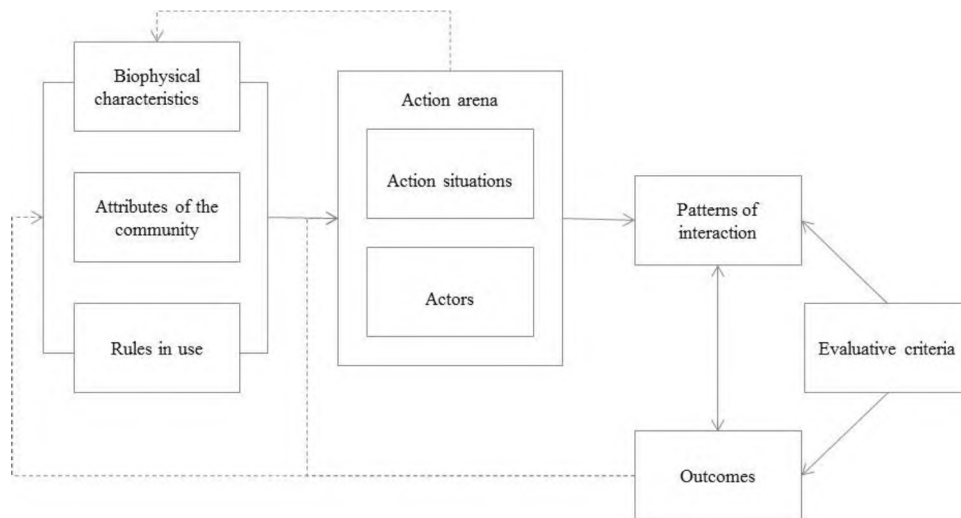 Biophysical
characteristics
Attributes of the
community
Rules in use
Action arena
Action situations
Actors
Patterns of
interaction
Evaluative criteria
Outcomes